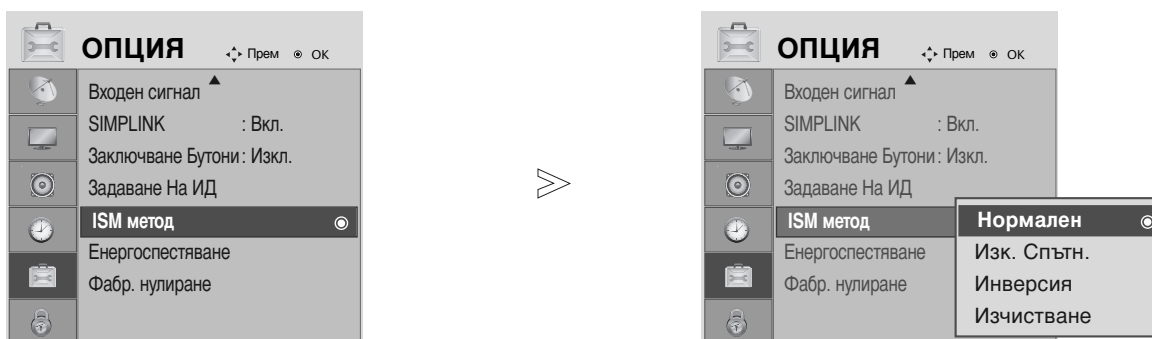 ОПЦИЯ Прем OK
Входен сигнал
SIMPLINK : Вкл.
Заключване Бутони : Изкл.
Задаване На ИД
ISM метод
Енергоспестяване
Фабр. нулиране
ОПЦИЯ Прем OK
Входен сигнал
SIMPLINK : Вкл.
Заключване Бутони : Изкл.
Задаване На ИД
ISM метод
Енергоспестяване
Фабр. нулиране
Нормален
Изк. Спътн.
Инверсия
Изчистване